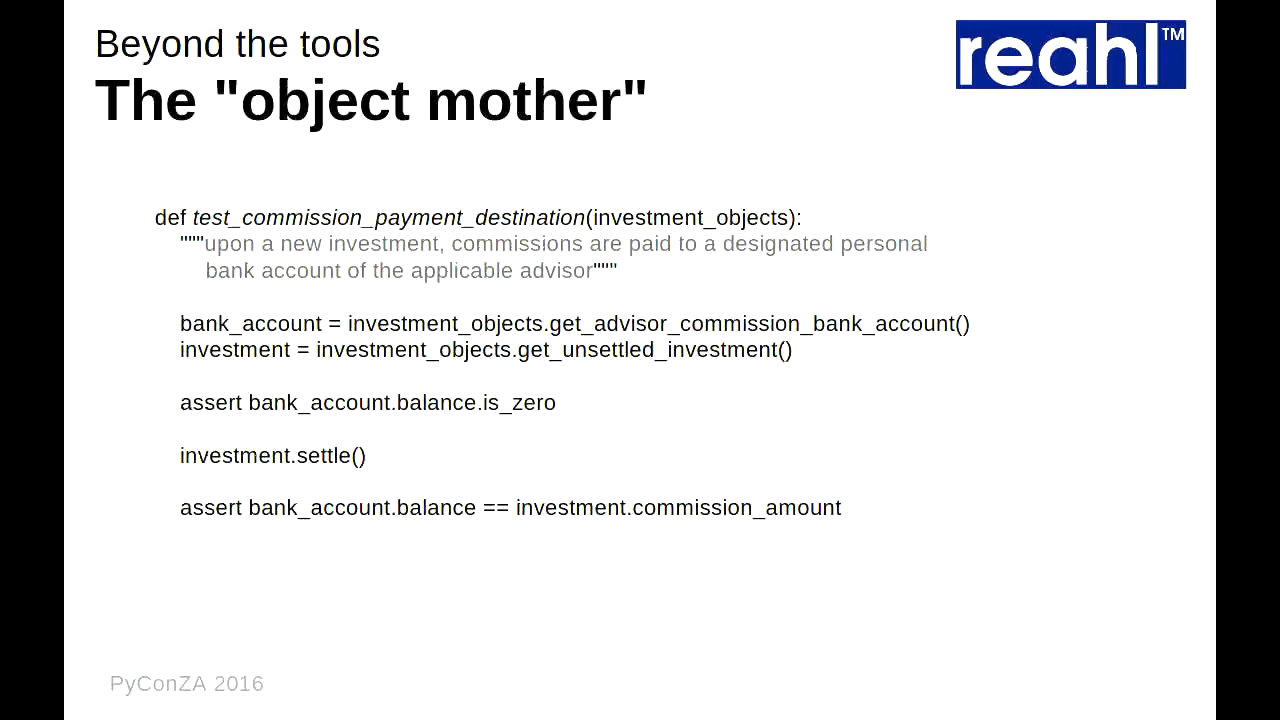 Beyond the tools
The "object mother"
reahl™
def test_commission_payment_destination(investment_objects):
"""upon a new investment, commissions are paid to a designated personal
bank account of the applicable advisor"""
bank_account = investment_objects.get_advisor_commission_bank_account()
investment = investment_objects.get_unsettled_investment()
assert bank_account.balance.is_zero
investment.settle()
assert bank_account.balance == investment.commission_amount
PyConZA 2016